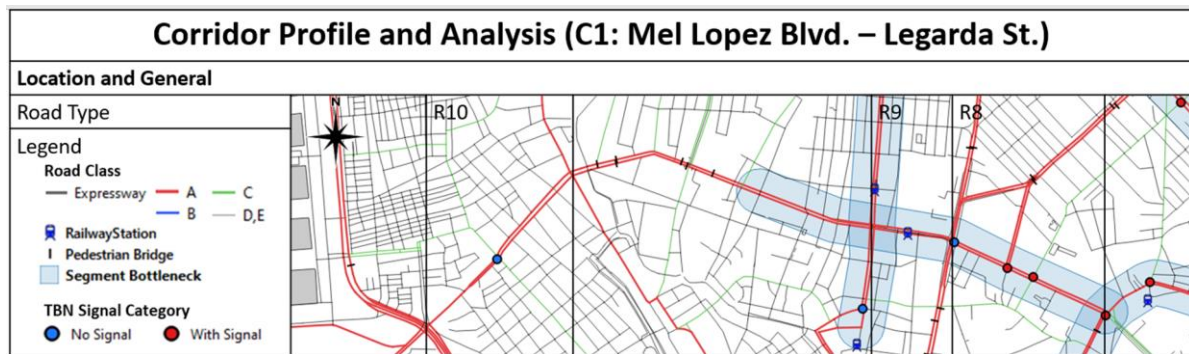 Corridor Profile and Analysis (C1: Mel Lopez Blvd. – Legarda St.)
Location and General
Road Type
Legend
Road Class
Expressway A C
B D,E
RailwayStation
Pedestrian Bridge
Segment Bottleneck
TBN Signal Category
No Signal With Signal
N
R10
R9
R8